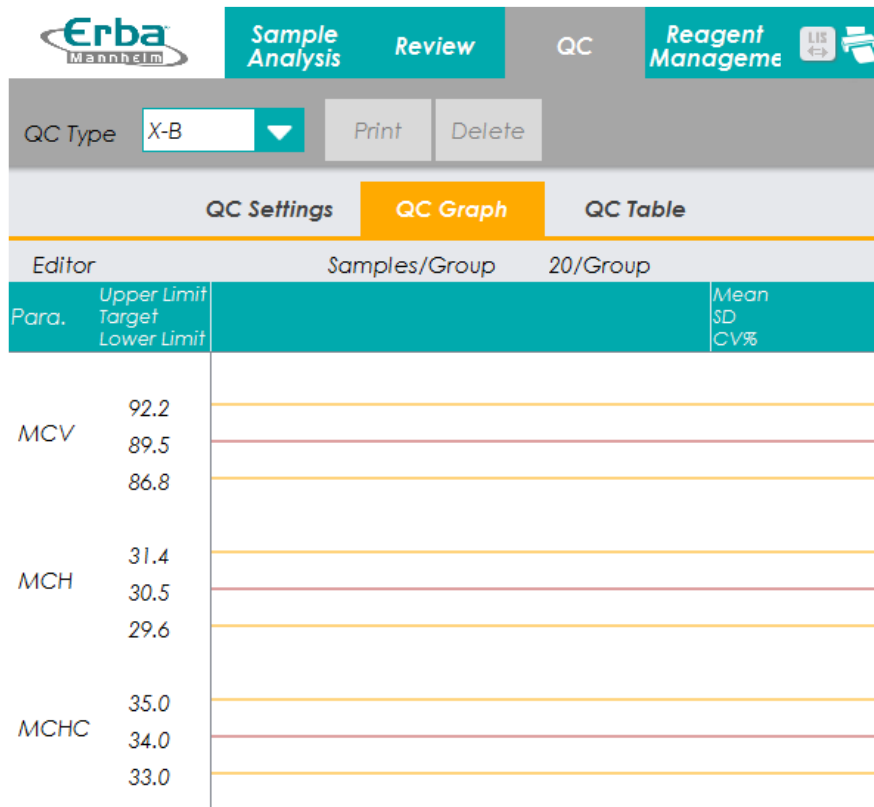 Erba
Mannheim
Sample Analysis
Review
QC
Reagent Manageme
LIS
QC Type X-B Print Delete
QC Settings QC Graph QC Table
Editor Samples/Group 20/Group
Para.
Upper Limit
Target
Lower Limit
Mean
SD
CV%
MCV
92.2
89.5
86.8
MCH
31.4
30.5
29.6
MCHC
35.0
34.0
33.0